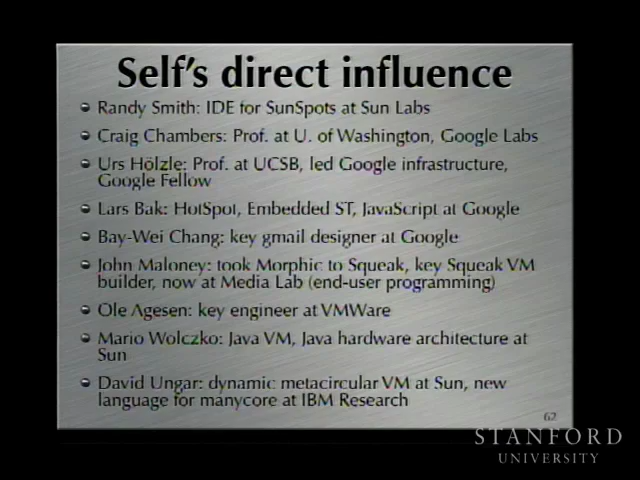 Self's direct influence
Randy Smith: IDE for SunSpots at Sun Labs
Craig Chambers: Prof. at U. of Washington, Google Labs
Urs Hölzle: Prof. at UCSB, led Google infrastructure,
Google Fellow
Lars Bak: HotSpot, Embedded ST, JavaScript at Google
Bay-Wei Chang: key gmail designer at Google
John Maloney: took Morphic to Squeak, key Squeak VM
builder, now at Media Lab (end-user programming)
Ole Agesen: key engineer at VMWare
Mario Wolczko: Java VM, Java hardware architecture at
Sun
David Ungar: dynamic metacircular VM at Sun, new
language for manycore at IBM Research
62
STANFORD
UNIVERSITY